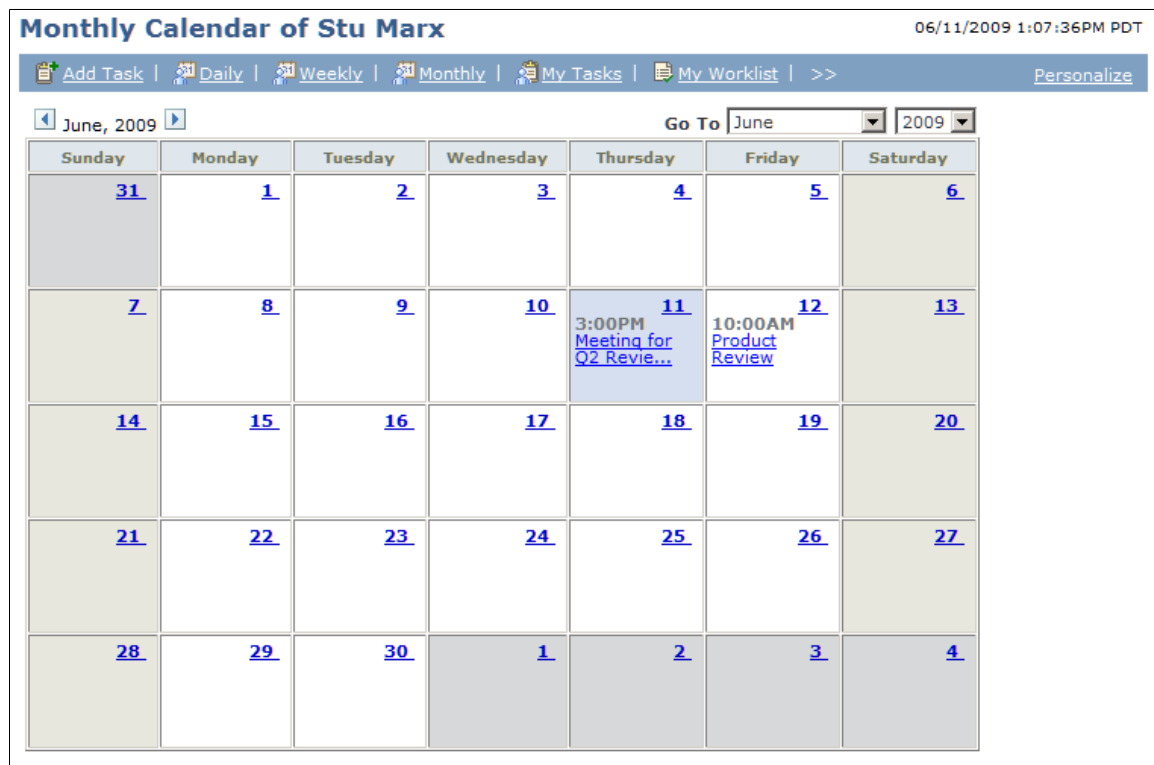 Monthly Calendar of Stu Marx
06/11/2009 1:07:36PM PDT
Add Task | Daily | Weekly | Monthly | My Tasks | My Worklist | >> Personalize
June, 2009 Go To June 2009
Sunday Monday Tuesday Wednesday Thursday Friday Saturday
31 1 2 3 4 5 6
7 8 9 10 11 12 13
3:00PM 10:00AM
Meeting for Product
Q2 Revie... Review
14 15 16 17 18 19 20
21 22 23 24 25 26 27
28 29 30 1 2 3 4